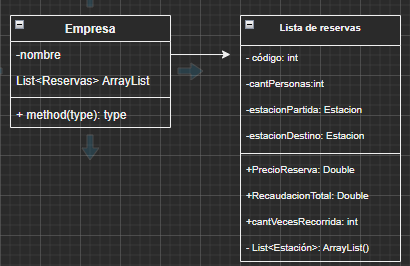 Empresa
-nombre
List<Reservas> ArrayList
+ method(type): type
Lista de reservas
- código: int
-cantPersonas:int
-estacionPartida: Estacion
-estacionDestino: Estacion
+PrecioReserva: Double
+RecaudacionTotal: Double
+cantVecesRecorrida: int
- List<Estación>: ArrayList()